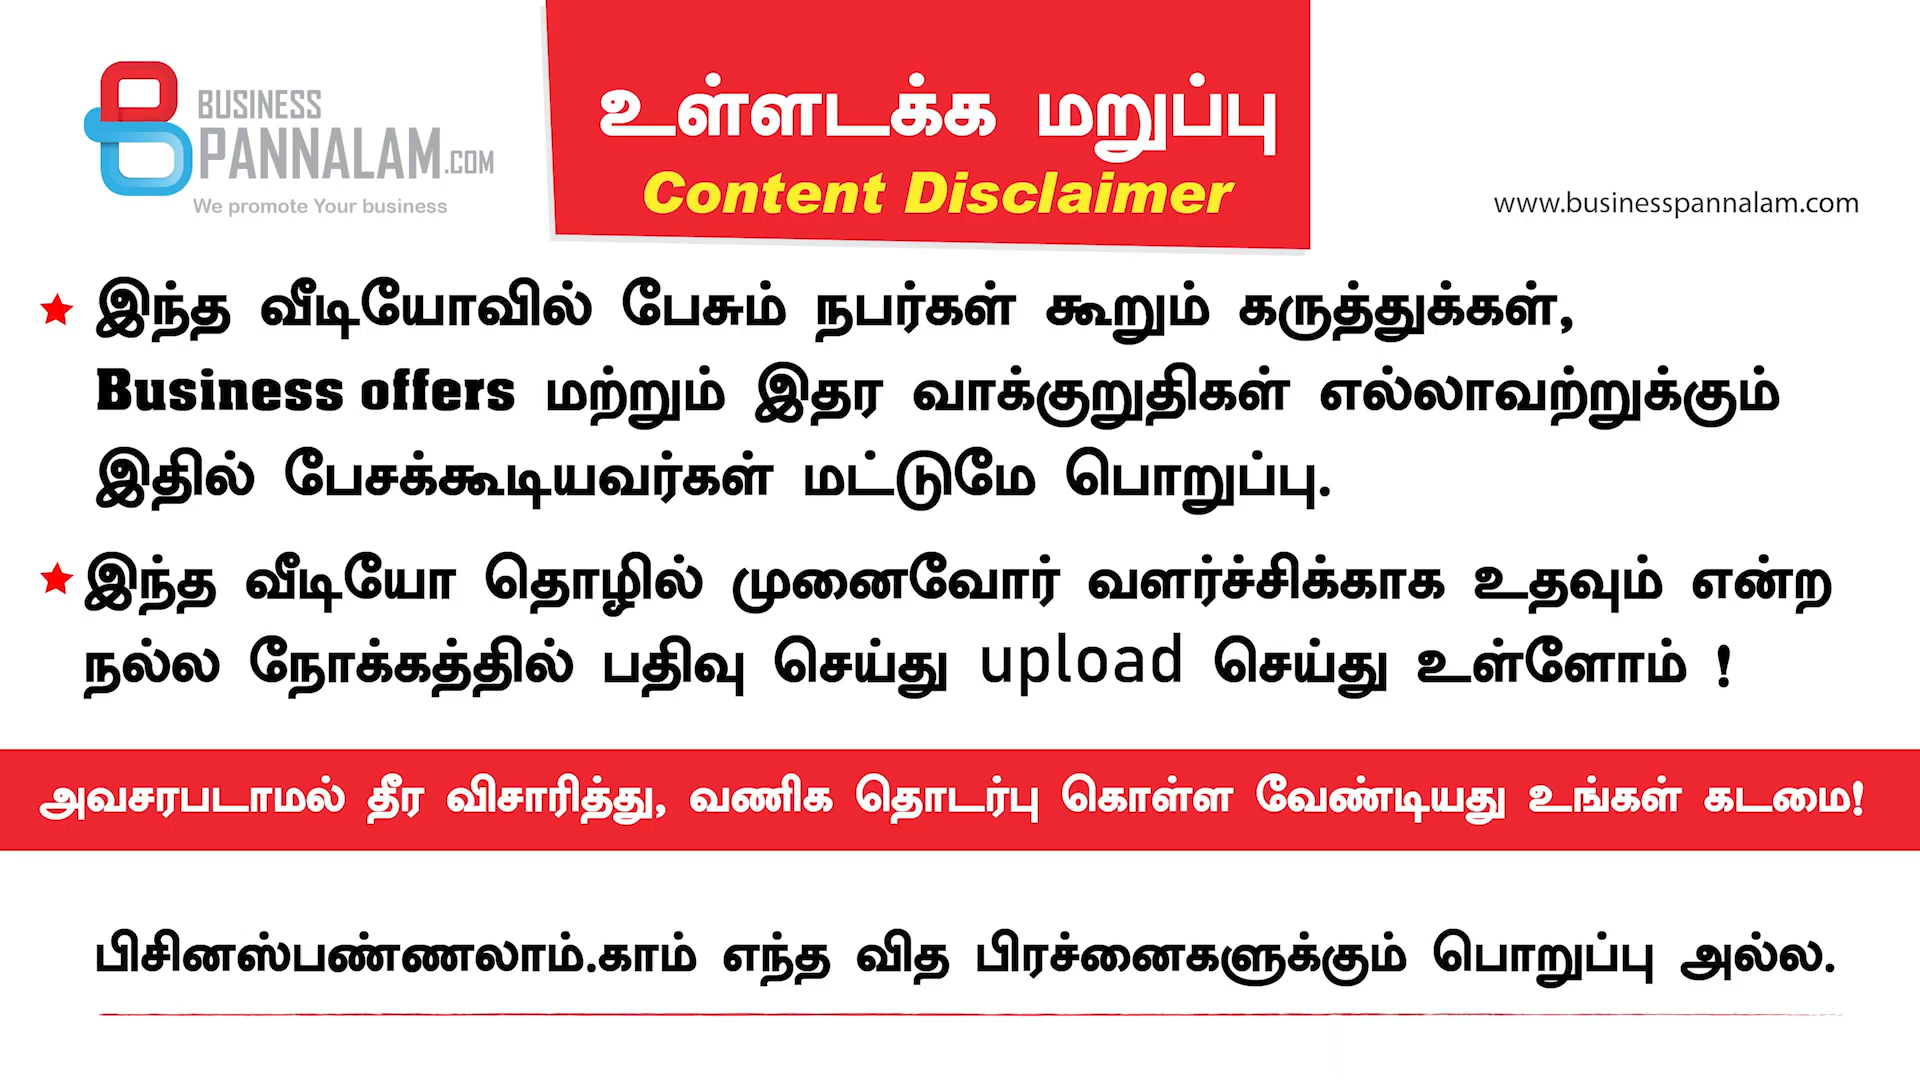 BUSINESS
PANNALAM.COM
We promote Your business
உள்ளடக்க மறுப்பு
Content Disclaimer
www.businesspannalam.com
இந்த வீடியோவில் பேசும் நபர்கள் கூறும் கருத்துக்கள்,
Business offers மற்றும் இதர வாக்குறுதிகள் எல்லாவற்றுக்கும்
இதில் பேசக்கூடியவர்கள் மட்டுமே பொறுப்பு.
இந்த வீடியோ தொழில் முனைவோர் வளர்ச்சிக்காக உதவும் என்ற
நல்ல நோக்கத்தில் பதிவு செய்து upload செய்து உள்ளோம் !
அவசரபடாமல் தீர விசாரித்து, வணிக தொடர்பு கொள்ள வேண்டியது உங்கள் கடமை!
பிசினஸ்பண்ணலாம்.காம் எந்த வித பிரச்னைகளுக்கும் பொறுப்பு அல்ல.